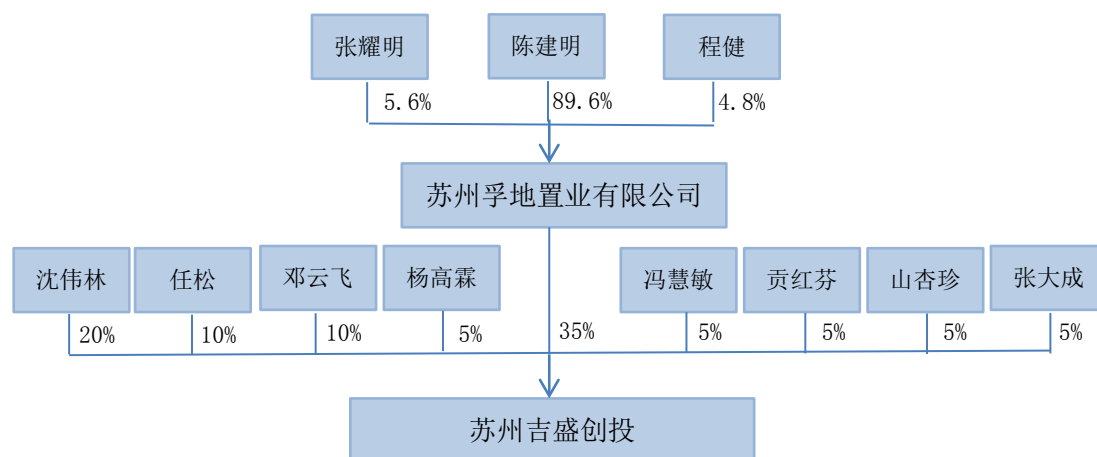 张耀明 陈建明 程健
5.6% 89.6% 4.8%
苏州孚地置业有限公司
沈伟林 任松 邓云飞 杨高霖 冯慧敏 贡红芬 山杏珍 张大成
20% 10% 10% 5% 35% 5% 5% 5% 5%
苏州吉盛创投